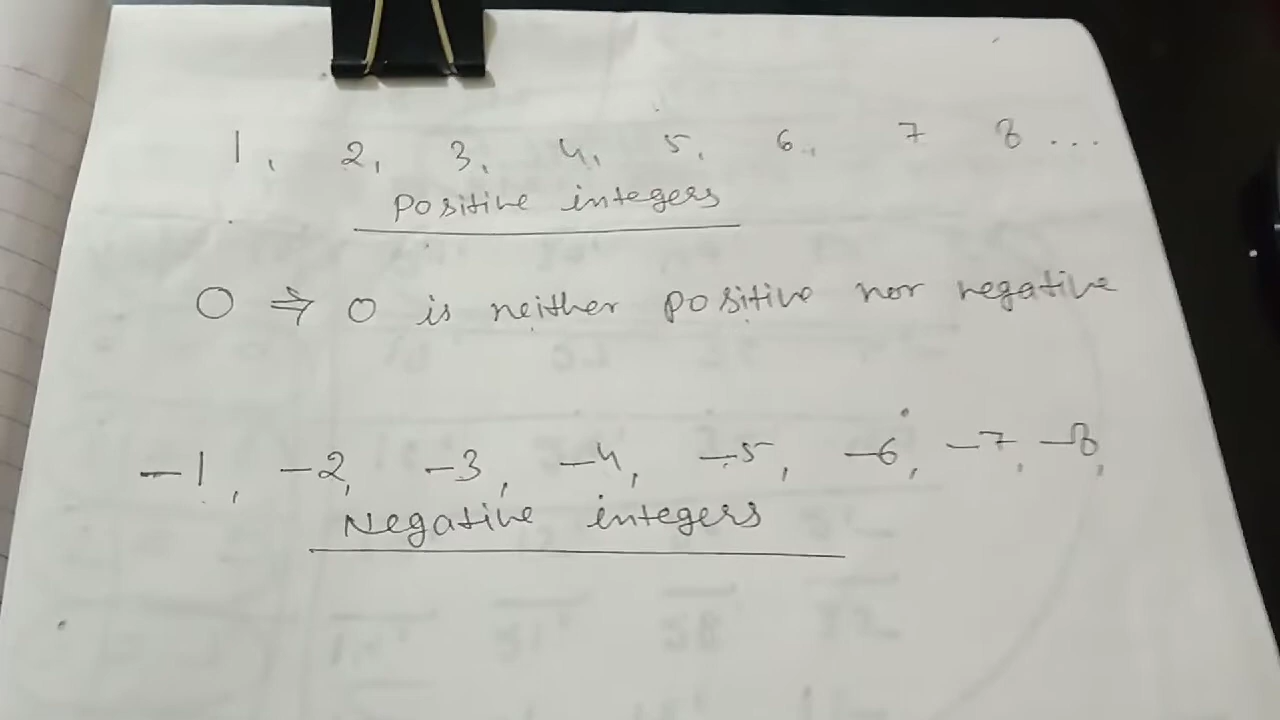 1, 2, 3, 4, 5, 6, 7 8 ...
Positive integers
0 ⇒ 0 is neither positive nor negative
-1, -2, -3, -4, -5, -6, -7, -8,
Negative integers